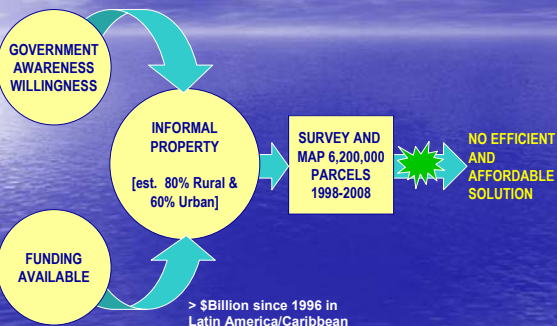 GOVERNMENT
AWARENESS
WILLINGNESS
INFORMAL
PROPERTY
[est. 80% Rural &
60% Urban]
SURVEY AND
MAP 6,200,000
PARCELS
1998-2008
NO EFFICIENT
AND
AFFORDABLE
SOLUTION
FUNDING
AVAILABLE
> $Billion since 1996 in
Latin America/Caribbean